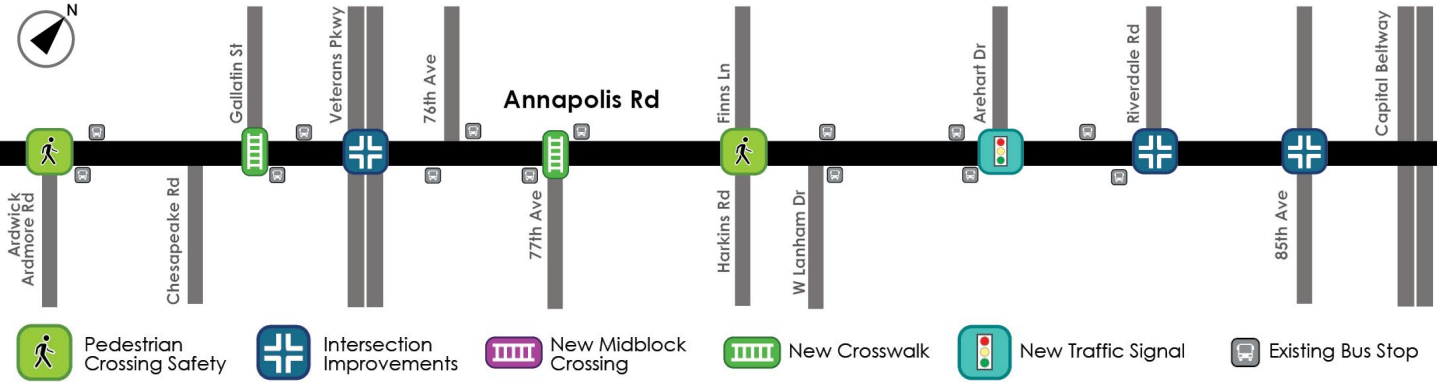 N
Gallatin St
Veterans Pkwy
76th Ave
Annapolis Rd
Finns Ln
Arehart Dr
Riverdale Rd
Capital Beltway
Ardwick
Ardmore Rd
Chesapeake Rd
77th Ave
Harkins Rd
W Lanham Dr
85th Ave
Pedestrian
Crossing Safety
Intersection
Improvements
New Midblock
Crossing
New Crosswalk
New Traffic Signal
Existing Bus Stop